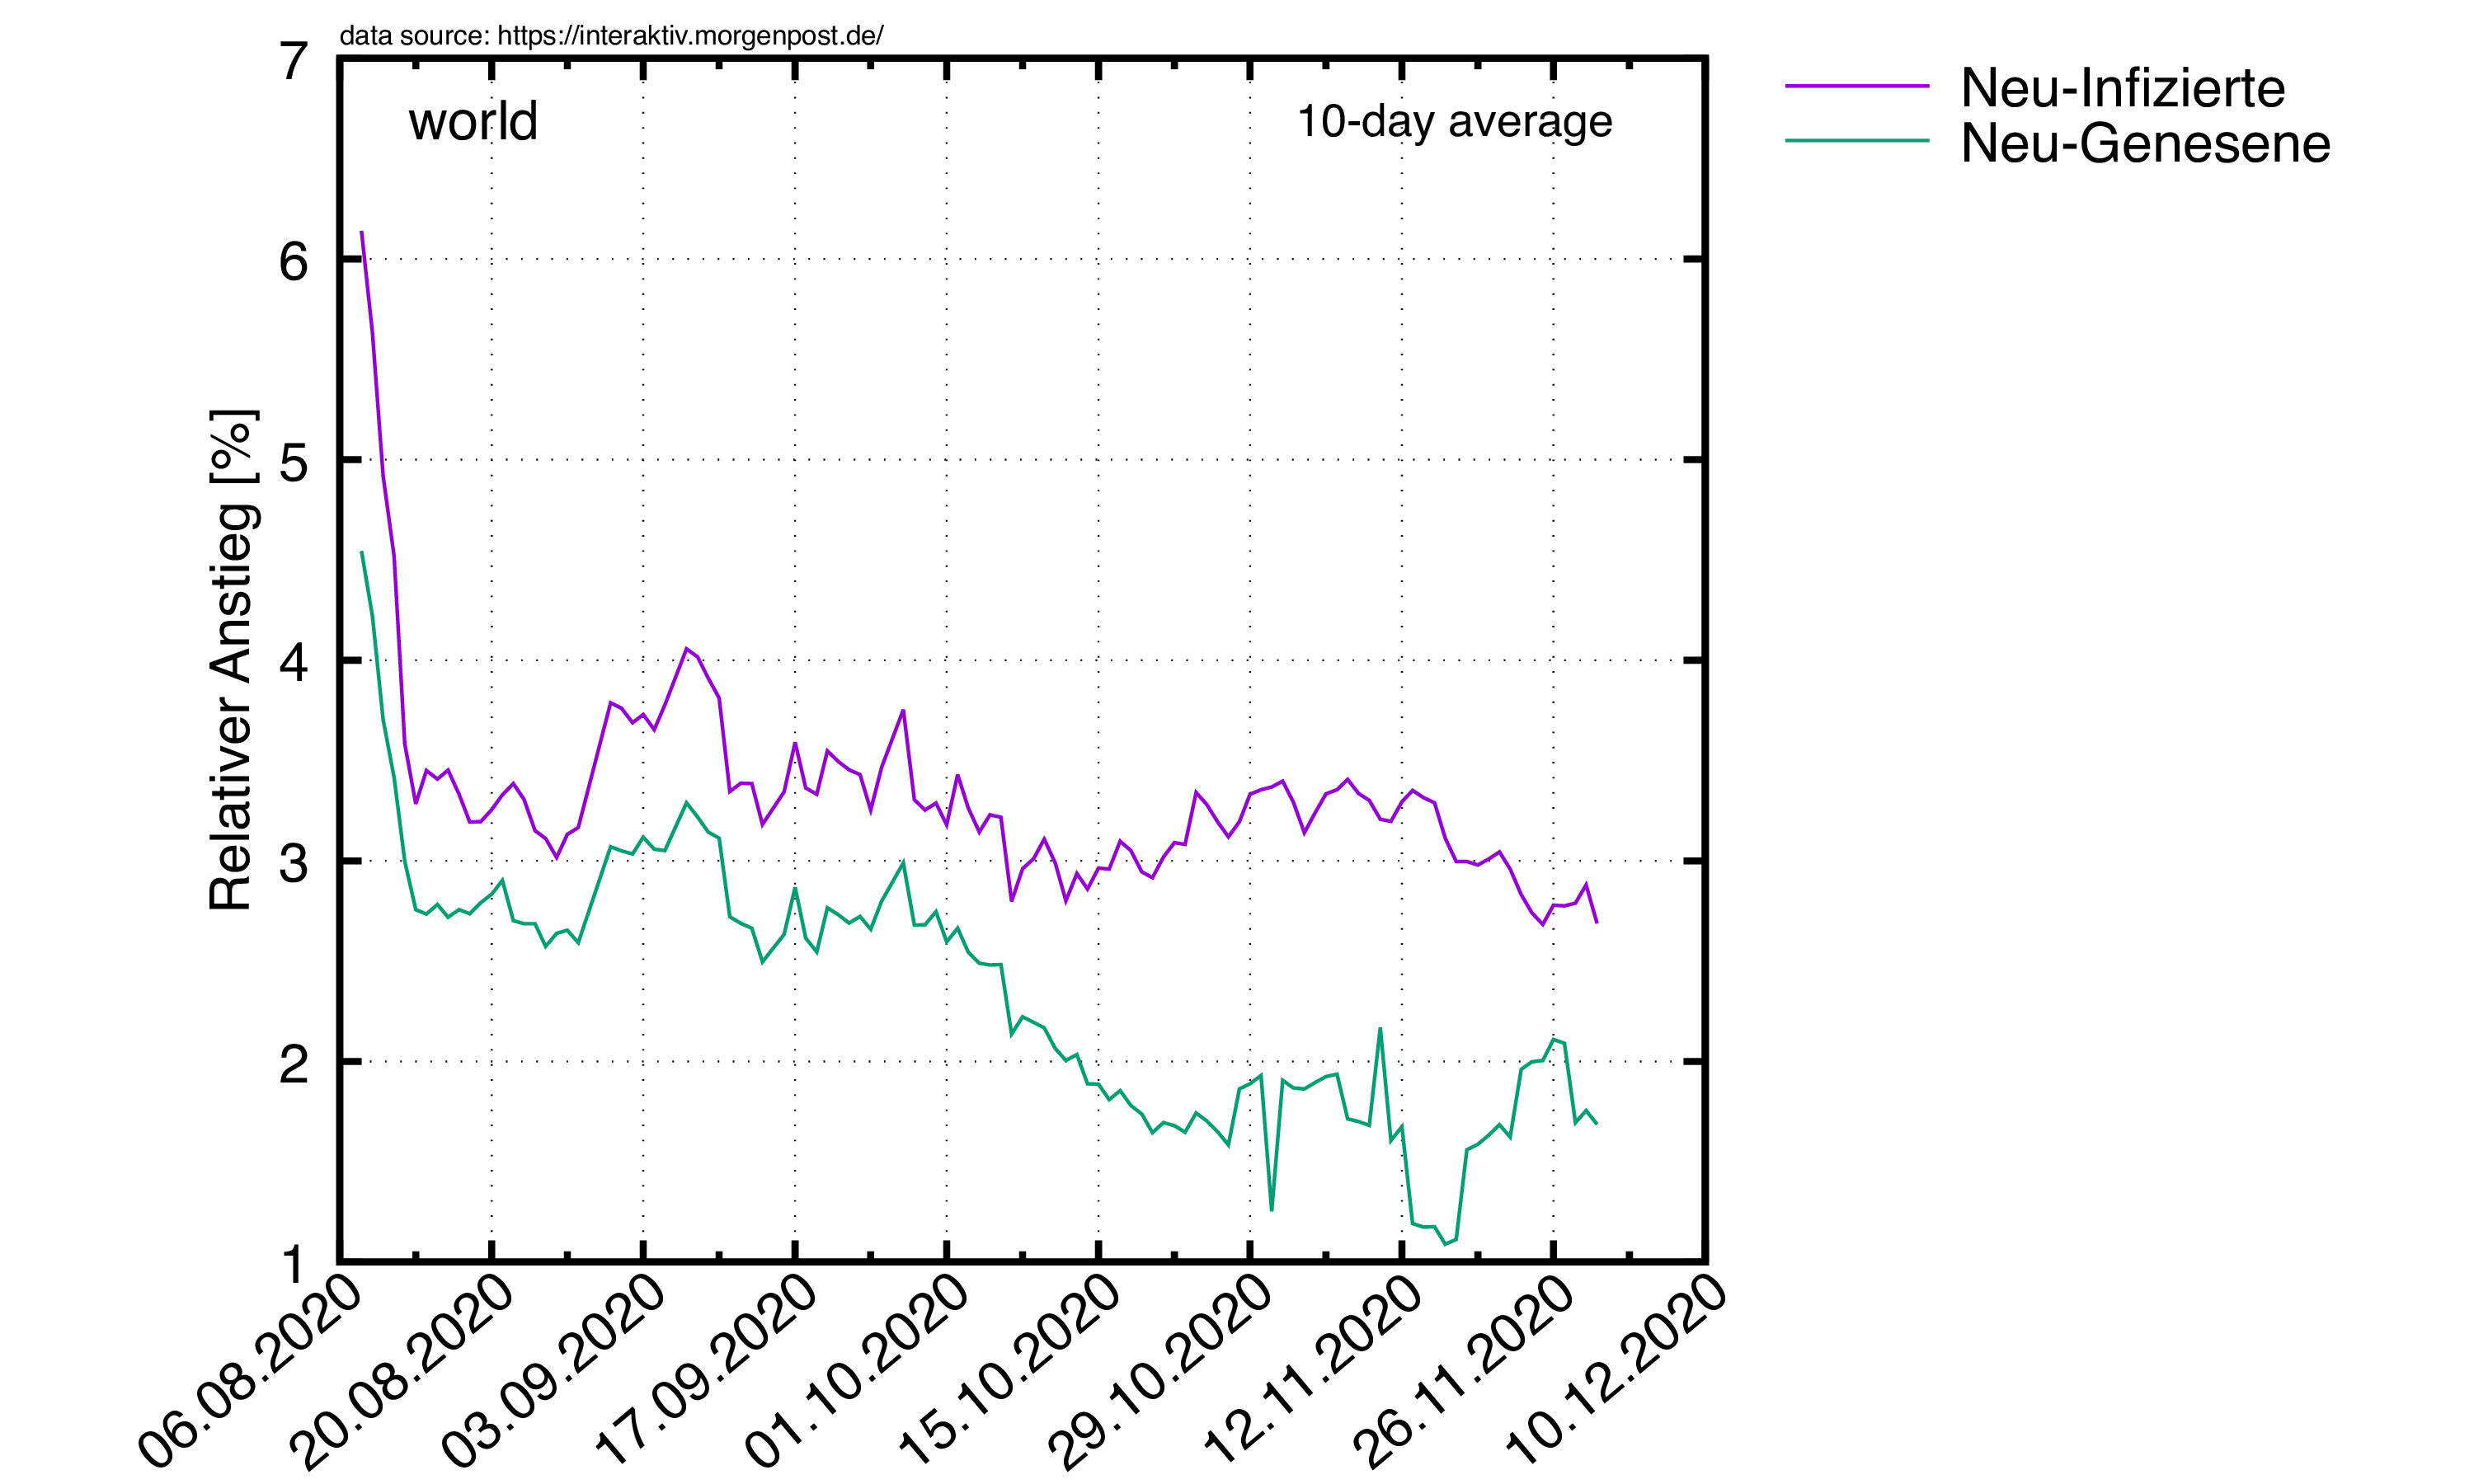 data source: https://interaktiv.morgenpost.de/
world
10-day average
Neu-Infizierte
Neu-Genesene
Relativer Anstieg [%]
7
6
5
4
3
2
1
06.08.2020
20.08.2020
03.09.2020
17.09.2020
01.10.2020
15.10.2020
29.10.2020
12.11.2020
26.11.2020
10.12.2020